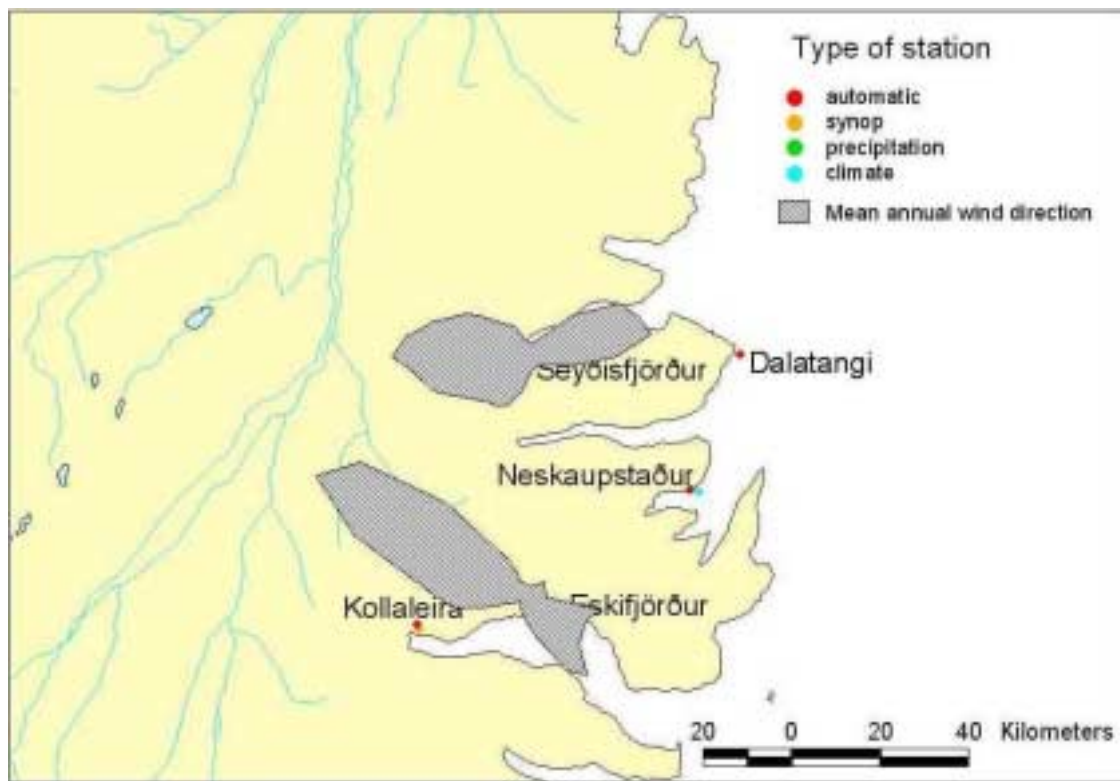 Type of station
automatic
synop
precipitation
climate
Mean annual wind direction
Seyðisfjörður
Dalatangi
Neskaupstaður
Kollaleira
Eskifjörður
20 0 20 40 Kilometers